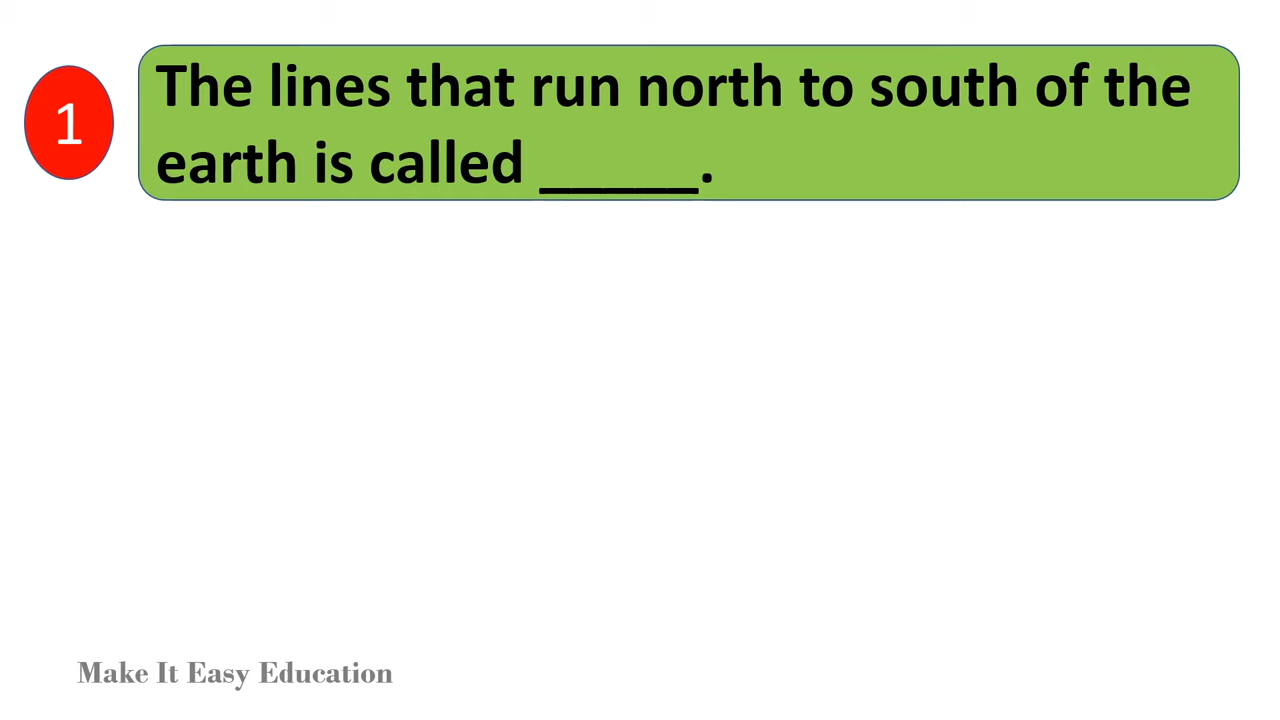 1
The lines that run north to south of the
earth is called _____.
Make It Easy Education